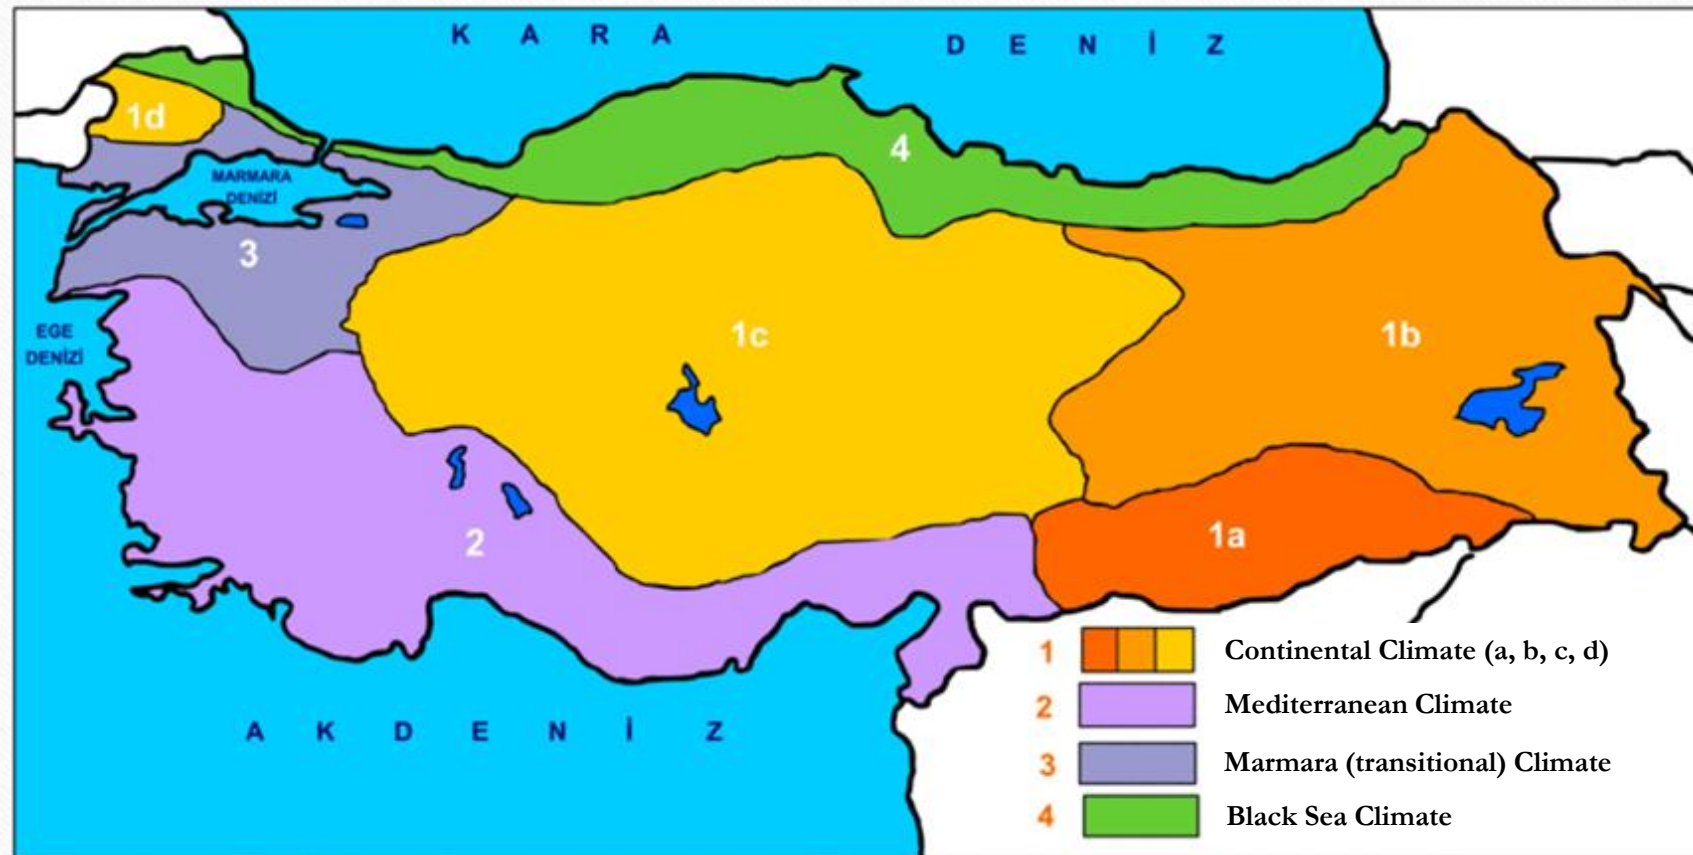 K A R A D E N İ Z
1d
4
MARMARA
DENİZİ
3
EGE
DENİZİ
1c
1b
2
1a
A K D E N İ Z
1 Continental Climate (a, b, c, d)
2 Mediterranean Climate
3 Marmara (transitional) Climate
4 Black Sea Climate